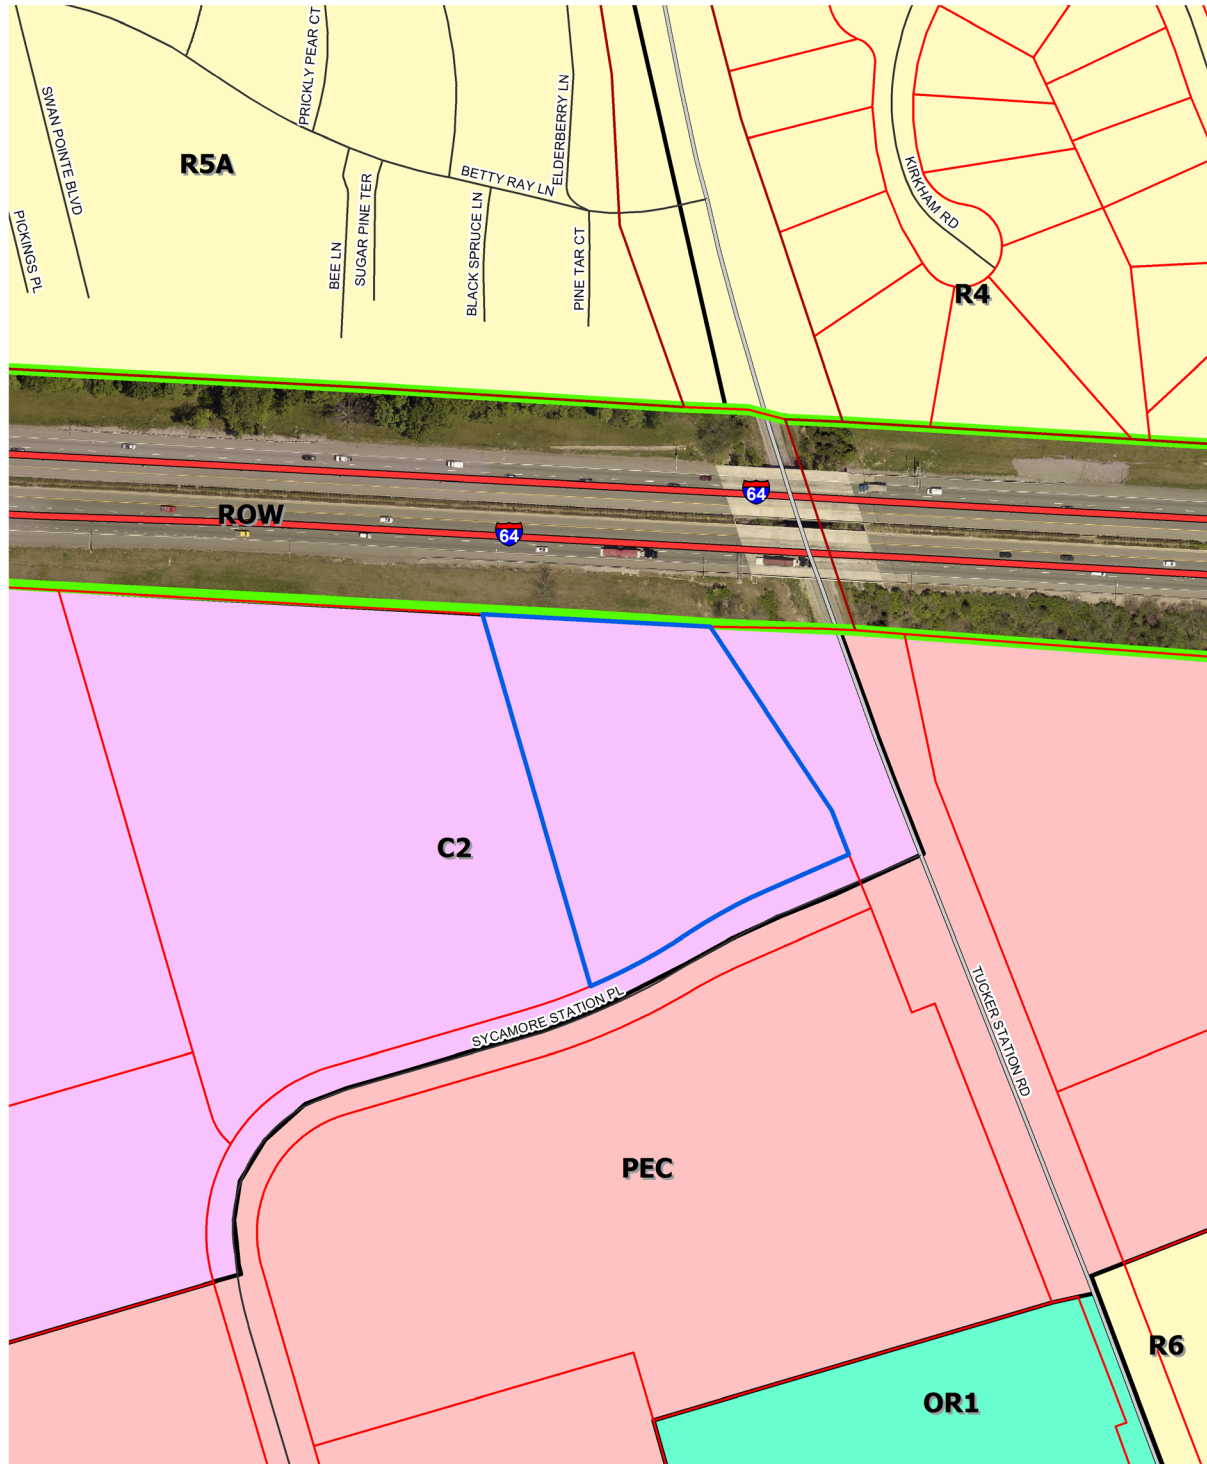 PRICKLY PEAR CT
SWAN POINTE BLVD
ELDERBERRY LN
R5A
BETTY RAY LN
KIRKHAM RD
SUGAR PINE TER
BLACK SPRUCE LN
PICKINGS PL
BEE LN
PINE TAR CT
R4
64
ROW
64
C2
SYCAMORE STATION PL
TUCKER STATION RD
PEC
R6
OR1